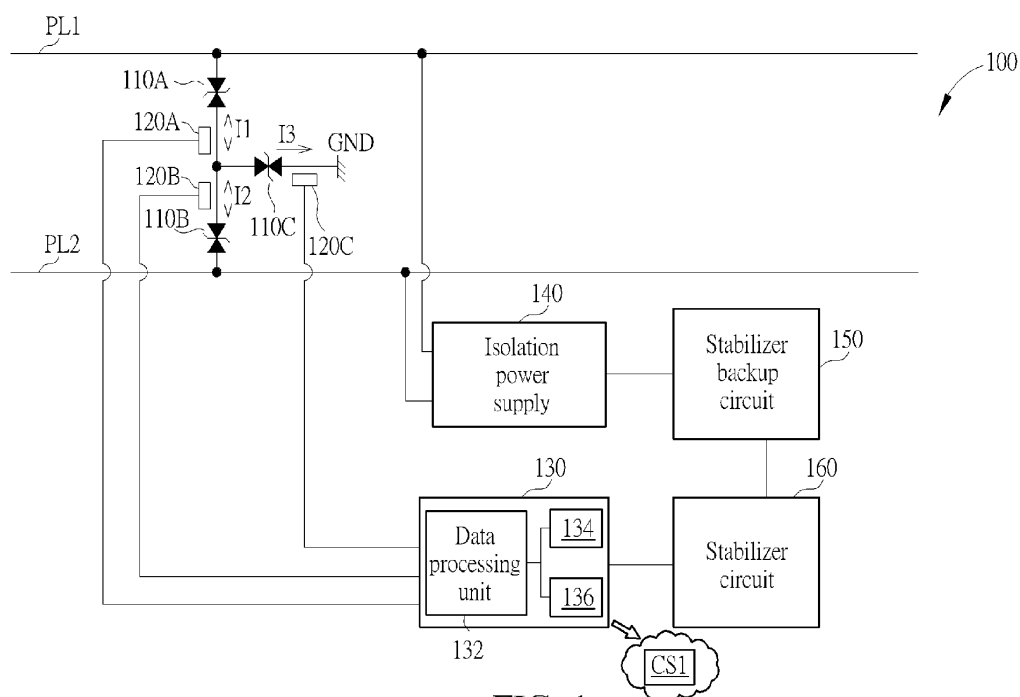 PL1
100
110A
120A
I1
I3
GND
120B
I2
110B
110C
120C
PL2
140
Isolation
power
supply
Stabilizer
backup
circuit
150
130
160
Data
processing
unit
134
136
132
Stabilizer
circuit
CS1